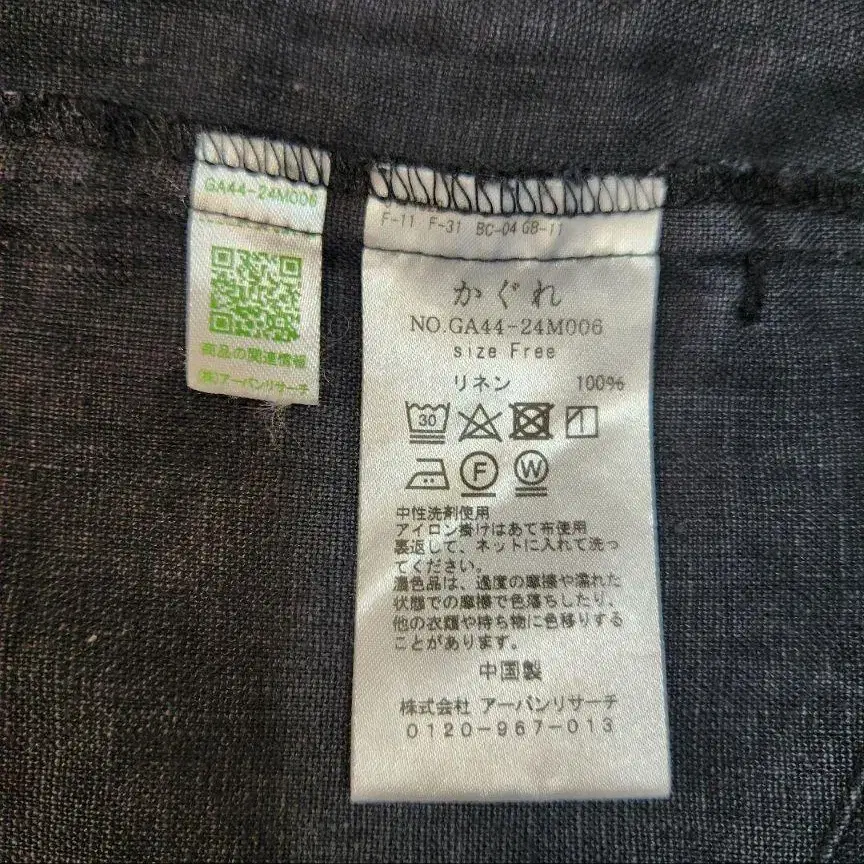 GA44-24M006
商品の関連情報
(株)アーバンリサーチ
F-11 F-31 BC-04 GB-11
かぐれ
NO.GA44-24M006
size Free
リネン 100%
30
F W
中性洗剤使用
アイロン掛けはあて布使用
裏返して、ネットに入れて洗っ
てください。
濃色品は、過度の摩擦や濡れた
状態での摩擦で色落ちしたり、
他の衣類や持ち物に色移りする
ことがあります。
中国製
株式会社 アーバンリサーチ
0120-967-013